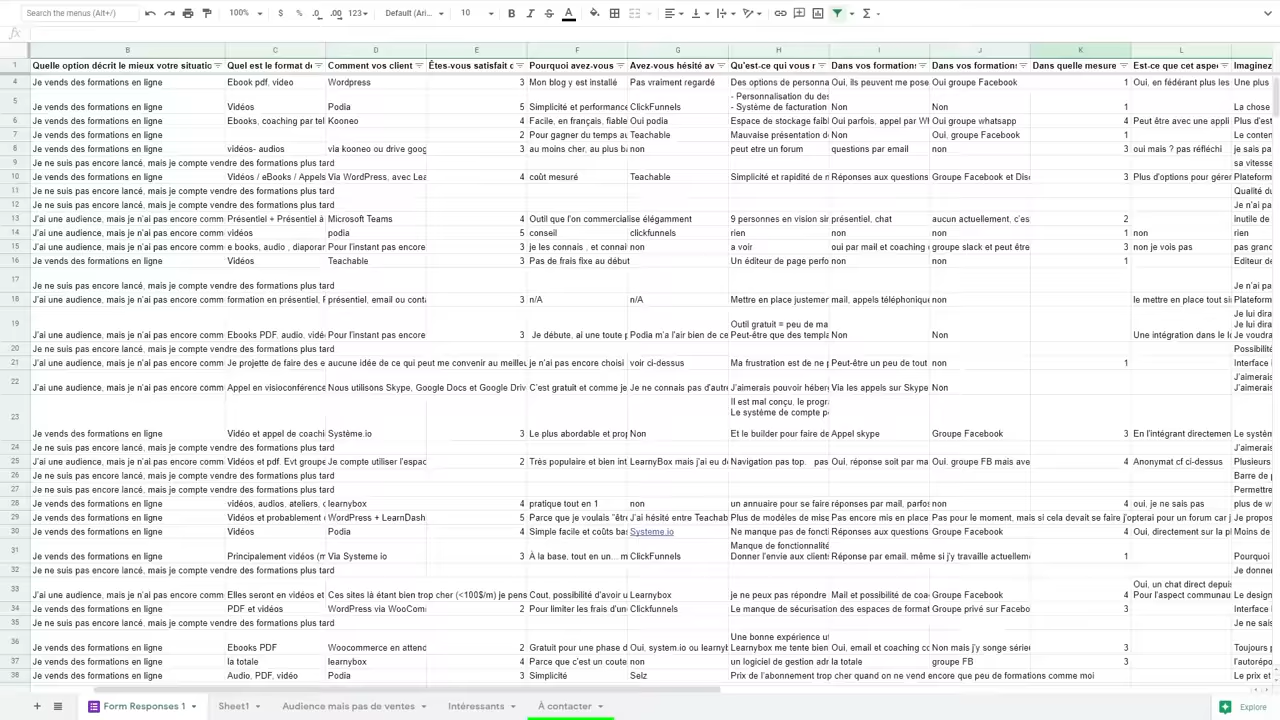 Search the menus (Alt+/) 100% $ % .0 .00 123 Default (Ari... 10 B I S A
fx
B C D E F G H I J K L
1 Quelle option décrit le mieux votre situatio Quel est le format d Comment vos client Êtes-vous satisfait Pourquoi avez-vous Avez-vous hésité av Qu'est-ce qui vous Dans vos formation Dans vos formations Dans quelle mesure Est-ce que cet aspe Imaginez
4 Je vends des formations en ligne Ebook pdf, video Wordpress 3 Mon blog y est installé Pas vraiment regardé Des options de personna Oui, ils peuvent me pose Oui groupe Facebook 1 Oui, en fédérant plus les Une plus
- Personnalisation du des
5 Je vends des formations en ligne Vidéos Podia 5 Simplicité et performance ClickFunnels - Système de facturation Non Non 1 La chose
6 Je vends des formations en ligne Ebooks, coaching par tel Kooneo 4 Facile, en français, fiable Oui podia Espace de stockage faib Oui parfois, appel par Wh Oui groupe whatsapp 4 Peut être avec une appli Plus d'est
7 Je vends des formations en ligne 2 Pour gagner du temps au Teachable Mauvaise présentation d Non Oui, groupe Facebook 1 Le conten
8 Je vends des formations en ligne vidéos- audios via kooneo ou drive goog 3 au moins cher, au plus b non peut etre un forum questions par email non 3 oui mais ? pas réfléchi je sais pa
9 Je ne suis pas encore lancé, mais je compte vendre des formations plus tard sa vitesse
10 Je vends des formations en ligne Vidéos / eBooks / Appels Via WordPress, avec Lea 4 coût mesuré Teachable Simplicité et rapidité de n Réponses aux questions Groupe Facebook et Disc 3 Plus d'options pour gérer Plateform
11 Je ne suis pas encore lancé, mais je compte vendre des formations plus tard Qualité du
12 Je ne suis pas encore lancé, mais je compte vendre des formations plus tard Je n'ai pa
13 J'ai une audience, mais je n'ai pas encore comm Présentiel + Présentiel à Microsoft Teams 4 Outil que l'on commercialise élégamment 9 personnes en vision sir présentiel, chat aucun actuellement, c'es 2 inutile de
14 J'ai une audience, mais je n'ai pas encore comm vidéos podia 5 conseil clickfunnels rien non non 1 non rien
15 J'ai une audience, mais je n'ai pas encore comm e books, audio , diaporar Pour l'instant pas encore 3 je les connais , et connai non a voir oui par mail et coaching groupe slack et peut être 3 non je vois pas pas granc
16 Je vends des formations en ligne Vidéos Teachable 3 Pas de frais fixe au début Un éditeur de page perfo non non 1 Editeur de
17 Je ne suis pas encore lancé, mais je compte vendre des formations plus tard Je n'ai pa
18 J'ai une audience, mais je n'ai pas encore comm formation en présentiel, présentiel, email ou conta 3 n/A n/A Mettre en place justemen mail, appels téléphonique non le mettre en place tout si Plateform
Je lui dira
Outil gratuit = peu de ma Je lui dira
19 J'ai une audience, mais je n'ai pas encore comm Ebooks PDF, audio, vidé Pour l'instant pas encore 3 Je débute, ai une toute p Podia m'a l'air bien de ce Peut-être que des templa Non Non Une intégration dans le l Je voudra
20 Je ne suis pas encore lancé, mais je compte vendre des formations plus tard Possibilité
21 J'ai une audience, mais je n'ai pas encore comm Je projette de faire des e aucune idée de ce qui peut me convenir au meilleu je n'ai pas encore choisi voir ci-dessus Ma frustration est de ne p Peut-être un peu de tout non 1 Interface
J'aimerais
22 J'ai une audience, mais je n'ai pas encore comm Appel en visioconférence Nous utilisons Skype, Google Docs et Google Driv C'est gratuit et comme je Je ne connais pas d'autre J'aimerais pouvoir héber Via les appels sur Skype Non J'aimerais
Il est mal conçu, le progr
Le système de compte p
23 Je vends des formations en ligne Vidéo et appel de coachi Système.io 3 Le plus abordable et prop Non Et le builder pour faire de Appel skype Groupe Facebook 3 En l'intégrant directemen Le systèm
24 Je ne suis pas encore lancé, mais je compte vendre des formations plus tard J'aimerais
25 J'ai une audience, mais je n'ai pas encore comm Vidéos et pdf. Evt groupe Je compte utiliser l'espac 2 Très populaire et bien int LearnyBox mais j'ai eu d Navigation pas top. pas Oui, réponse soit par ma Oui. groupe FB mais ave 4 Anonymat cf ci-dessus Plusieurs
26 Je ne suis pas encore lancé, mais je compte vendre des formations plus tard Barre de p
27 Je ne suis pas encore lancé, mais je compte vendre des formations plus tard Permettre
28 Je vends des formations en ligne vidéos, audios, ateliers, learnybox 4 pratique tout en 1 non un annuaire pour se faire réponses par mail, parfos non 4 oui, je ne sais pas plus de w
29 Je vends des formations en ligne Vidéos et probablement WordPress + LearnDash 5 Parce que je voulais "être J'ai hésité entre Teachab Plus de modèles de mise Pas encore mis en place Pas pour le moment, mais si cela devait se faire j'opterai pour un forum car j Je propos
30 Je vends des formations en ligne Vidéos Podia 4 Simple facile et coûts bas Systeme.io Ne manque pas de foncti Réponses aux questions Groupe Facebook 4 Oui, directement sur la p Moins de
Manque de fonctionnalité
31 Je vends des formations en ligne Principalement vidéos (m Via Systeme io 3 À la base, tout en un... m ClickFunnels Donner l'envie aux clients Réponse par email, même si j'y travaille actuelleme 1 Pourquoi
32 Je ne suis pas encore lancé, mais je compte vendre des formations plus tard Je donner
Oui, un chat direct depuis
33 J'ai une audience, mais je n'ai pas encore comm Elles seront en vidéos et Ces sites là étant bien trop cher (<100$/m) je pens Cout, possibilité d'avoir u Learnybox je ne peux pas répondre Mail et possibilité de coa Groupe Facebook 4 Pour l'aspect communau Le design
34 Je vends des formations en ligne PDF et vidéos WordPress via WooCom 2 Pour limiter les frais d'un Clickfunnels Le manque de sécurisation des espaces de format Groupe privé sur Facebo 3 Interface
35 Je ne suis pas encore lancé, mais je compte vendre des formations plus tard Je ne sais
Une bonne expérience ut
36 Je vends des formations en ligne Ebooks PDF Woocommerce en attend 2 Gratuit pour une phase d Oui, system.io ou learnyb Learnybox me tente bien Oui, email et coaching co Non mais j'y songe série 4 Toujours
37 Je vends des formations en ligne la totale learnybox 4 Parce que c'est un coute non un logiciel de gestion adr la totale groupe FB 3 l'autorépo
38 Je vends des formations en ligne Audio, PDF, vidéo Podia 3 Simplicité Selz Prix de l'abonnement trop cher quand on ne vend encore que peu de formations comme moi Le prix et
Form Responses 1 Sheet1 Audience mais pas de ventes Intéressants À contacter Explore